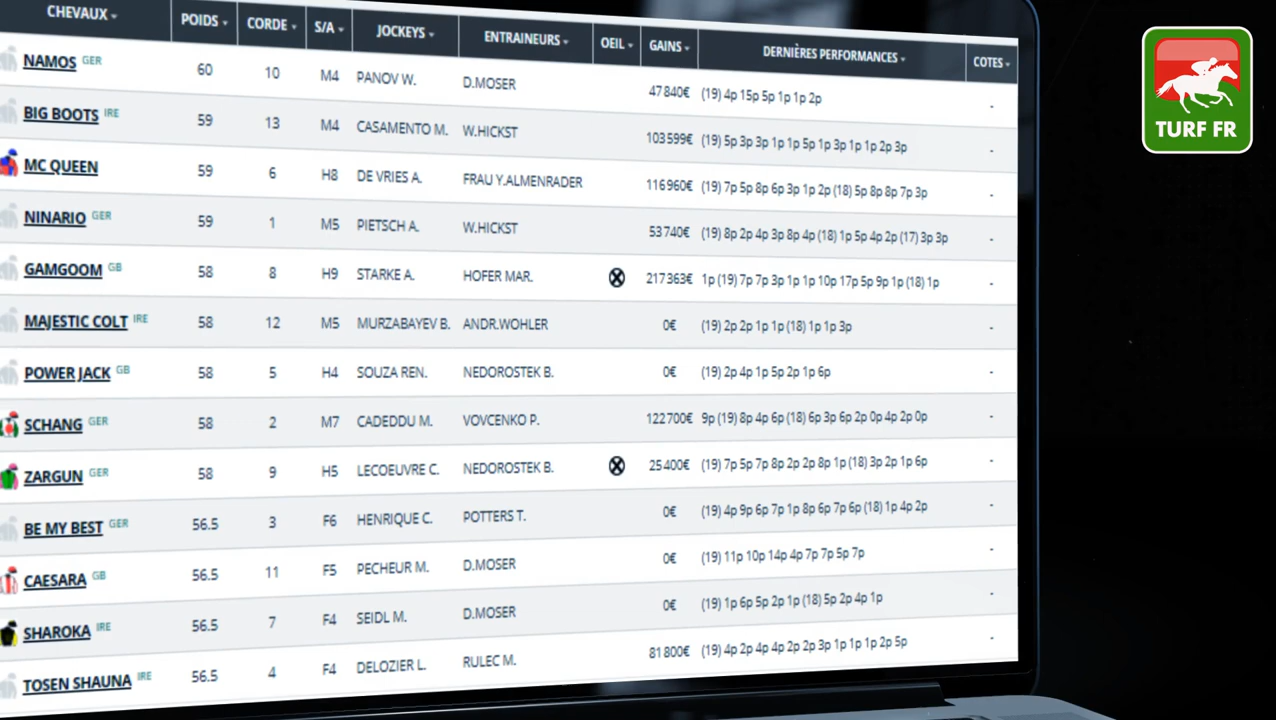 CHEVAUX POIDS CORDE S/A JOCKEYS ENTRAINEURS OEIL GAINS DERNIÈRES PERFORMANCES COTES
NAMOS GER 60 10 M4 PANOV W. D.MOSER 47 840€ (19) 4p 15p 5p 1p 1p 2p -
BIG BOOTS IRE 59 13 M4 CASAMENTO M. W.HICKST 103 599€ (19) 5p 3p 3p 1p 1p 5p 1p 3p 1p 1p 2p 3p -
MC QUEEN 59 6 H8 DE VRIES A. FRAU Y.ALMENRADER 116 960€ (19) 7p 5p 8p 6p 3p 1p 2p (18) 5p 8p 8p 7p 3p -
NINARIO GER 59 1 M5 PIETSCH A. W.HICKST 53 740€ (19) 8p 2p 4p 3p 8p 4p (18) 1p 5p 4p 2p (17) 3p 3p -
GAMGOOM GB 58 8 H9 STARKE A. HOFER MAR. 217 363€ 1p (19) 7p 7p 3p 1p 1p 10p 17p 5p 9p 1p (18) 1p -
MAJESTIC COLT IRE 58 12 M5 MURZABAYEV B. ANDR.WOHLER 0€ (19) 2p 2p 1p 1p (18) 1p 1p 3p -
POWER JACK GB 58 5 H4 SOUZA REN. NEDOROSTEK B. 0€ (19) 2p 4p 1p 5p 2p 1p 6p -
SCHANG GER 58 2 M7 CADEDDU M. VOVCENKO P. 122 700€ 9p (19) 8p 4p 6p (18) 6p 3p 6p 2p 0p 4p 2p 0p -
ZARGUN GER 58 9 H5 LECOEUVRE C. NEDOROSTEK B. 25 400€ (19) 7p 5p 7p 8p 2p 2p 8p 1p (18) 3p 2p 1p 6p -
BE MY BEST GER 56.5 3 F6 HENRIQUE C. POTTERS T. 0€ (19) 4p 9p 6p 7p 1p 8p 6p 7p 6p (18) 1p 4p 2p -
CAESARA GB 56.5 11 F5 PECHEUR M. D.MOSER 0€ (19) 11p 10p 14p 4p 7p 7p 5p 7p -
SHAROKA IRE 56.5 7 F4 SEIDL M. D.MOSER 0€ (19) 1p 6p 5p 2p 1p (18) 5p 2p 4p 1p -
TOSEN SHAUNA IRE 56.5 4 F4 DELOZIER L. RULEC M. 81 800€ (19) 4p 2p 4p 4p 2p 2p 3p 1p 1p 1p 2p 5p -
TURF FR